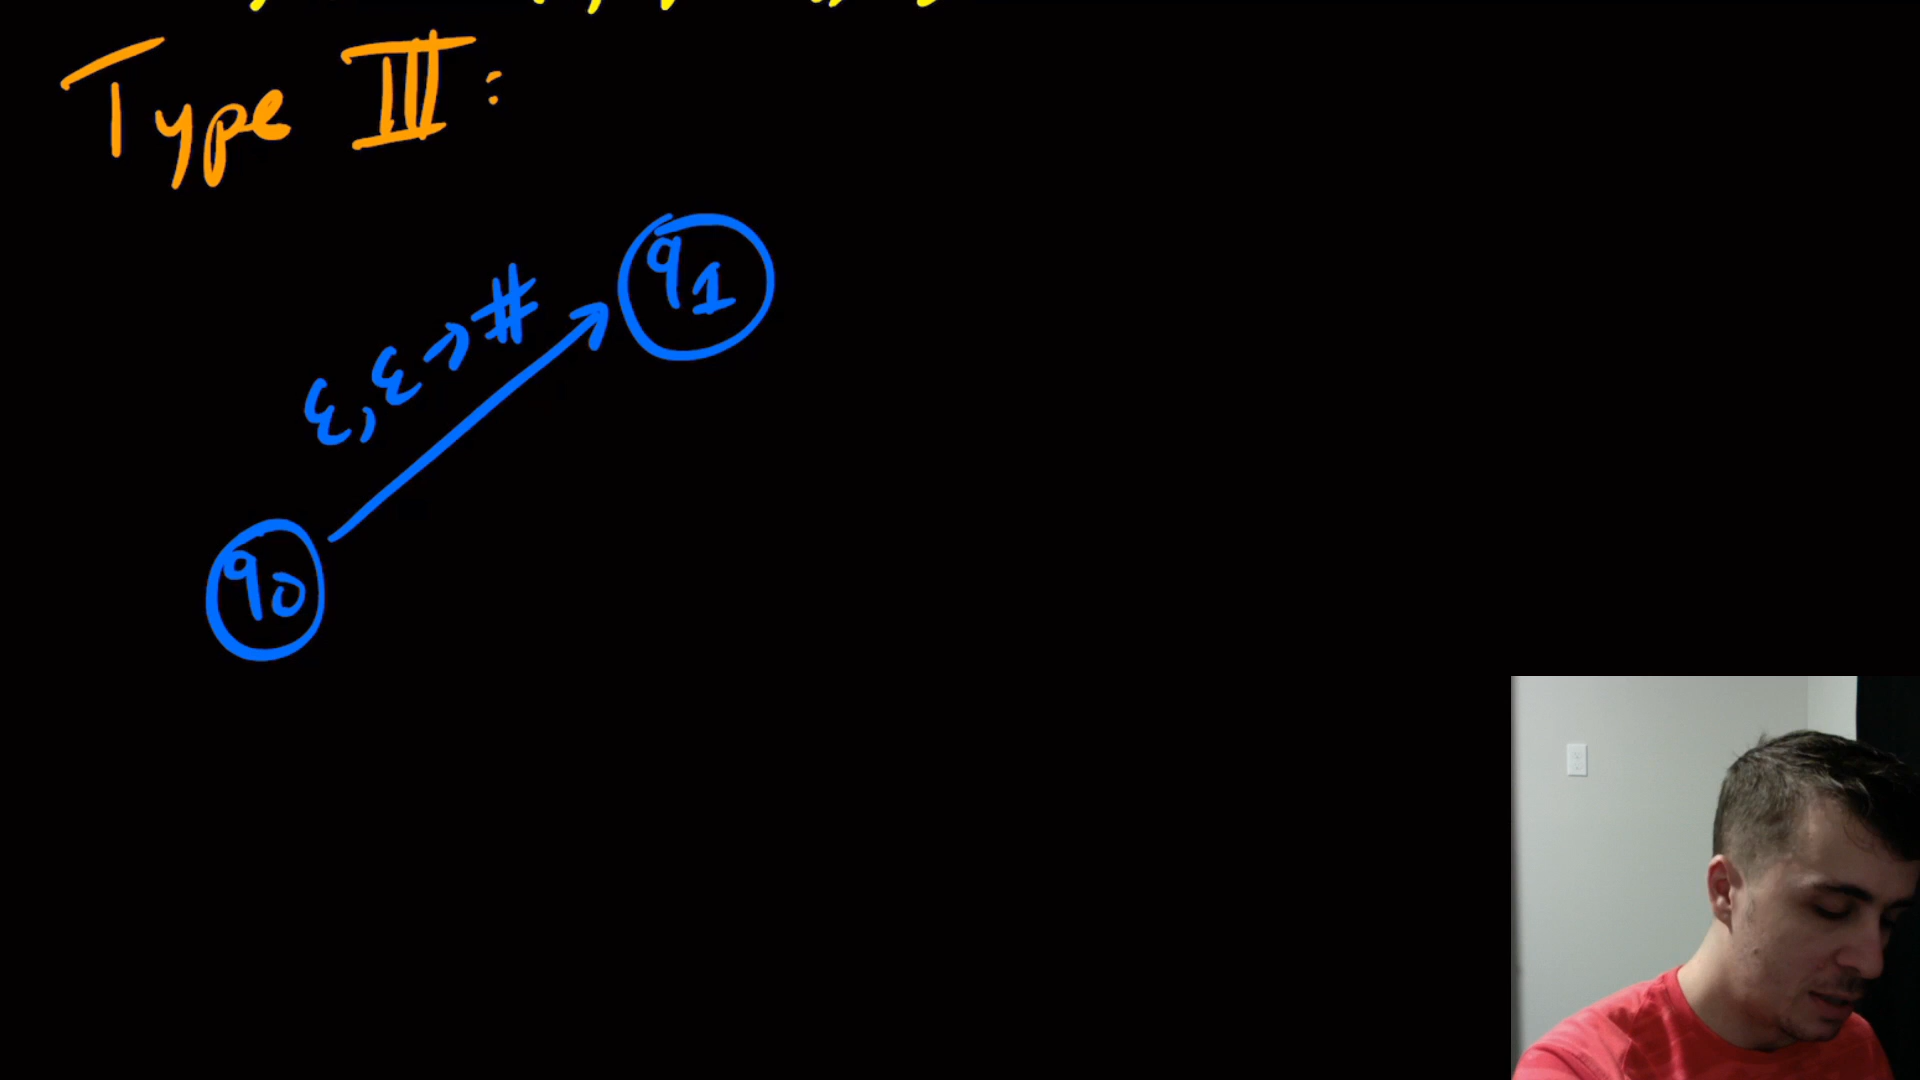 Type III:
q1
ε, ε → #
q0